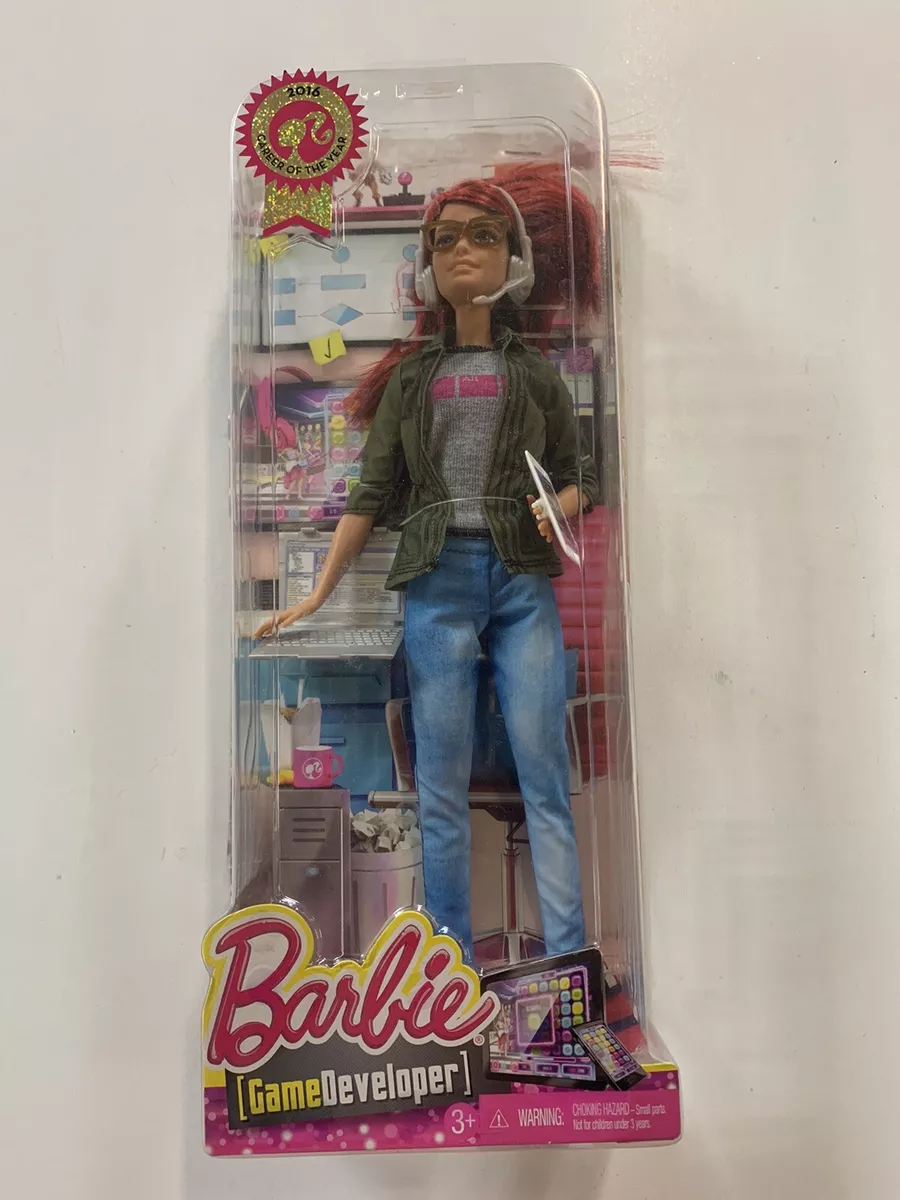 2016
CAREER OF THE YEAR
Barbie®
[GameDeveloper]
3+ WARNING: CHOKING HAZARD – Small parts
Not for children under 3 years.